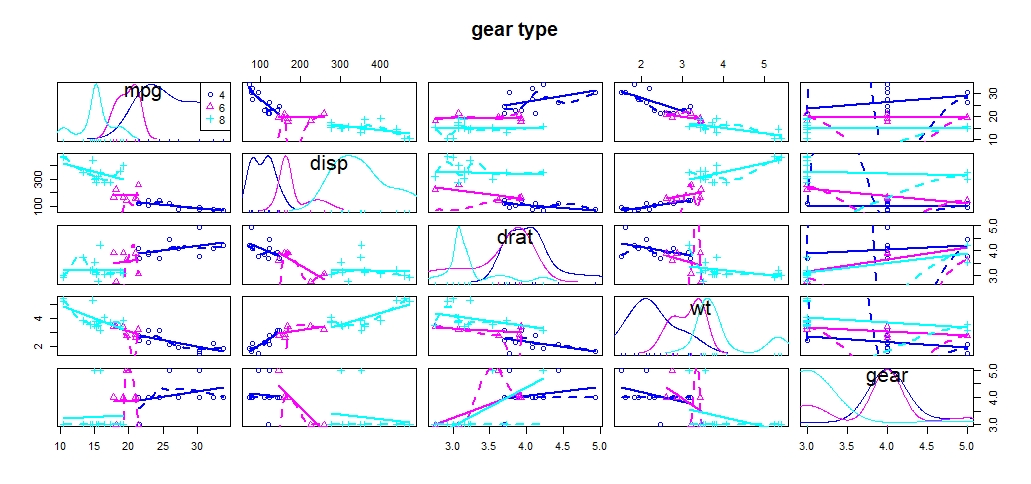 gear type
100 200 300 400
2 3 4 5
mpg
4
6
8
10 20 30
disp
100 300
drat
3.0 4.0 5.0
wt
2 4
gear
3.0 4.0 5.0
10 15 20 25 30
3.0 3.5 4.0 4.5 5.0
3.0 3.5 4.0 4.5 5.0